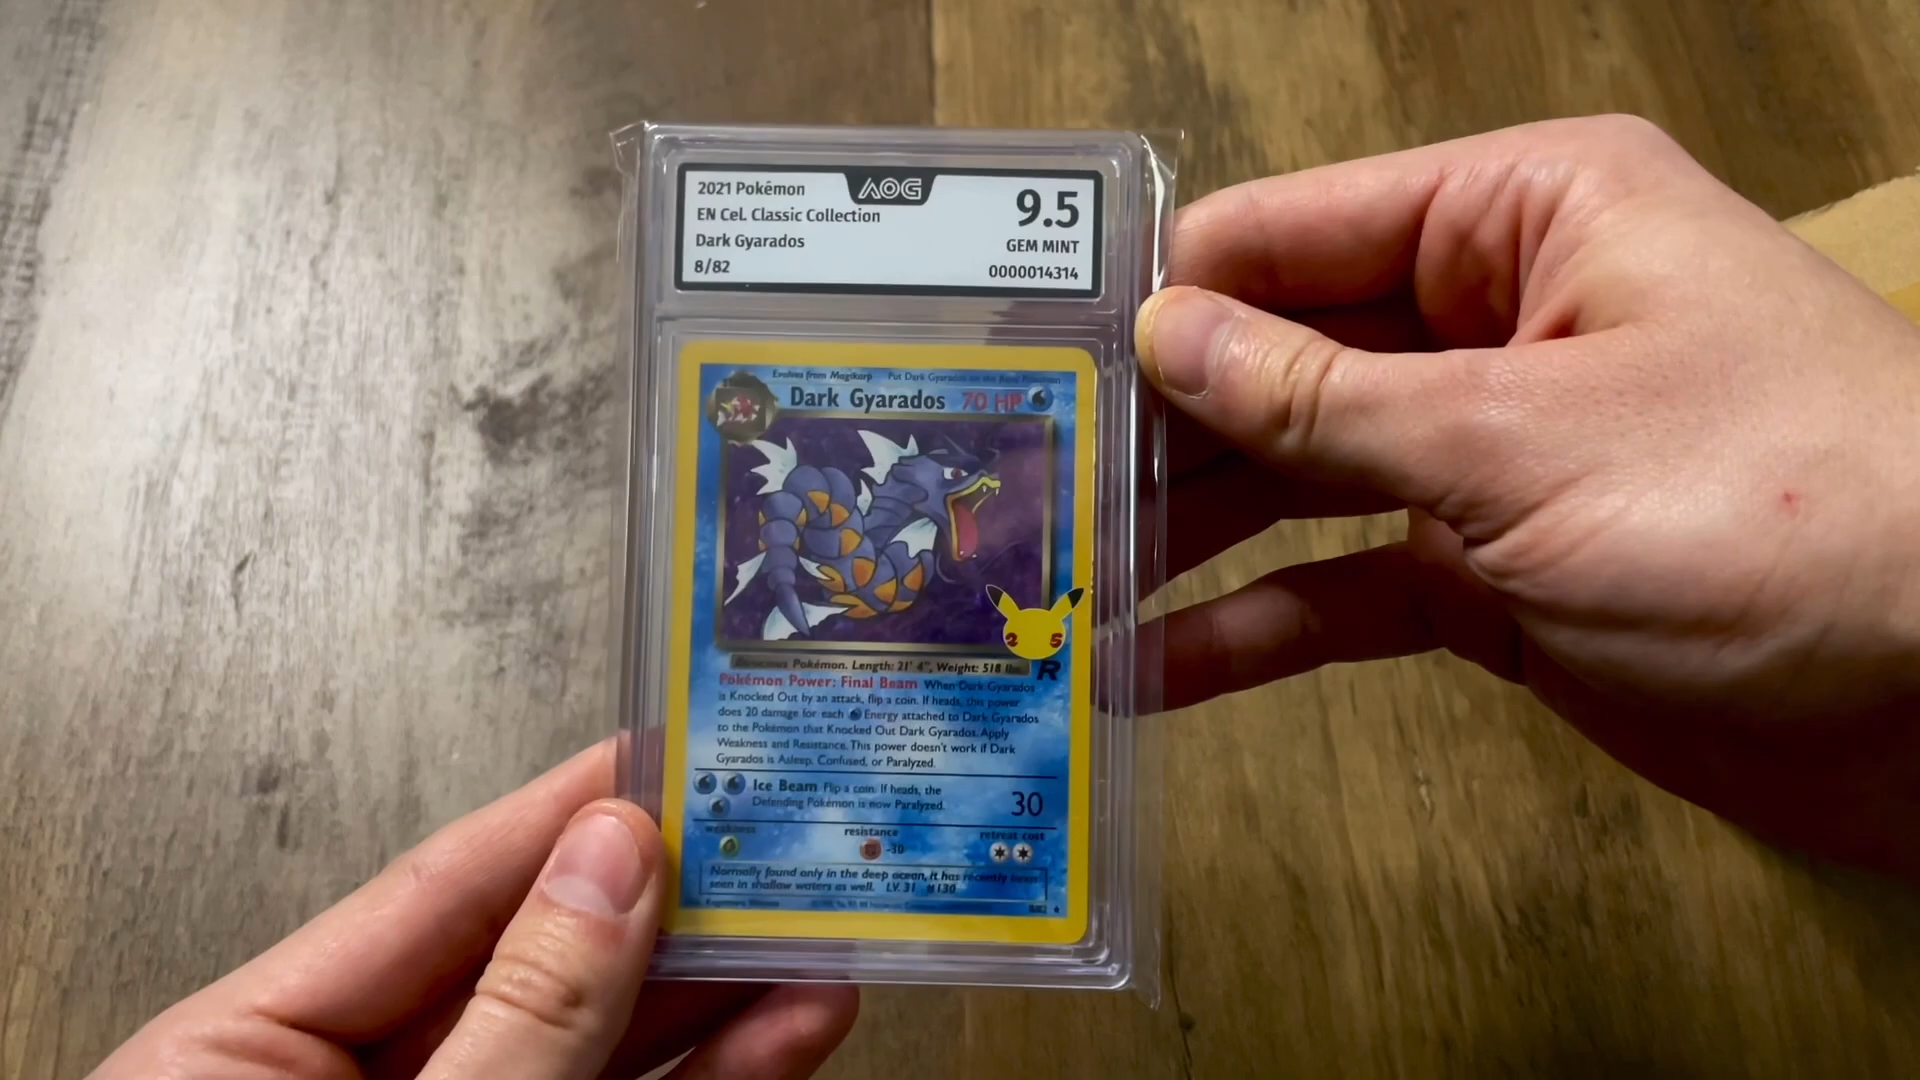 2021 Pokémon
AOG
9.5
EN Cel. Classic Collection
Dark Gyarados
GEM MINT
8/82
0000014314
Evolves from Magikarp Put Dark Gyarados on the
Dark Gyarados 70 HP
25
Pokémon. Length: 21' 4", Weight: 518 lbs.
R
Pokémon Power: Final Beam When Dark Gyarados
is Knocked Out by an attack, flip a coin. If heads, this power
does 20 damage for each Energy attached to Dark Gyarados
to the Pokémon that Knocked Out Dark Gyarados. Apply
Weakness and Resistance. This power doesn't work if Dark
Gyarados is Asleep, Confused, or Paralyzed.
Ice Beam Flip a coin. If heads, the
Defending Pokémon is now Paralyzed.
30
weakness resistance retreat cost
-30
Normally found only in the deep ocean, it has recently been
seen in shallow waters as well. LV. 31 #130